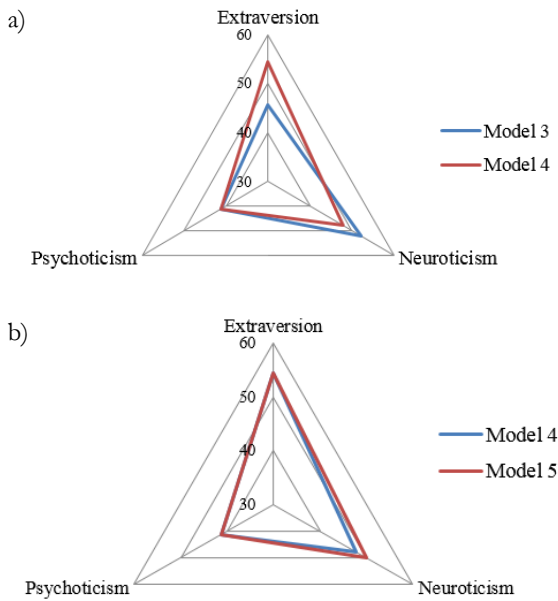 a)
Extraversion
60
50
40
30
Psychoticism
Neuroticism
Model 3
Model 4
b)
Extraversion
60
50
40
30
Psychoticism
Neuroticism
Model 4
Model 5